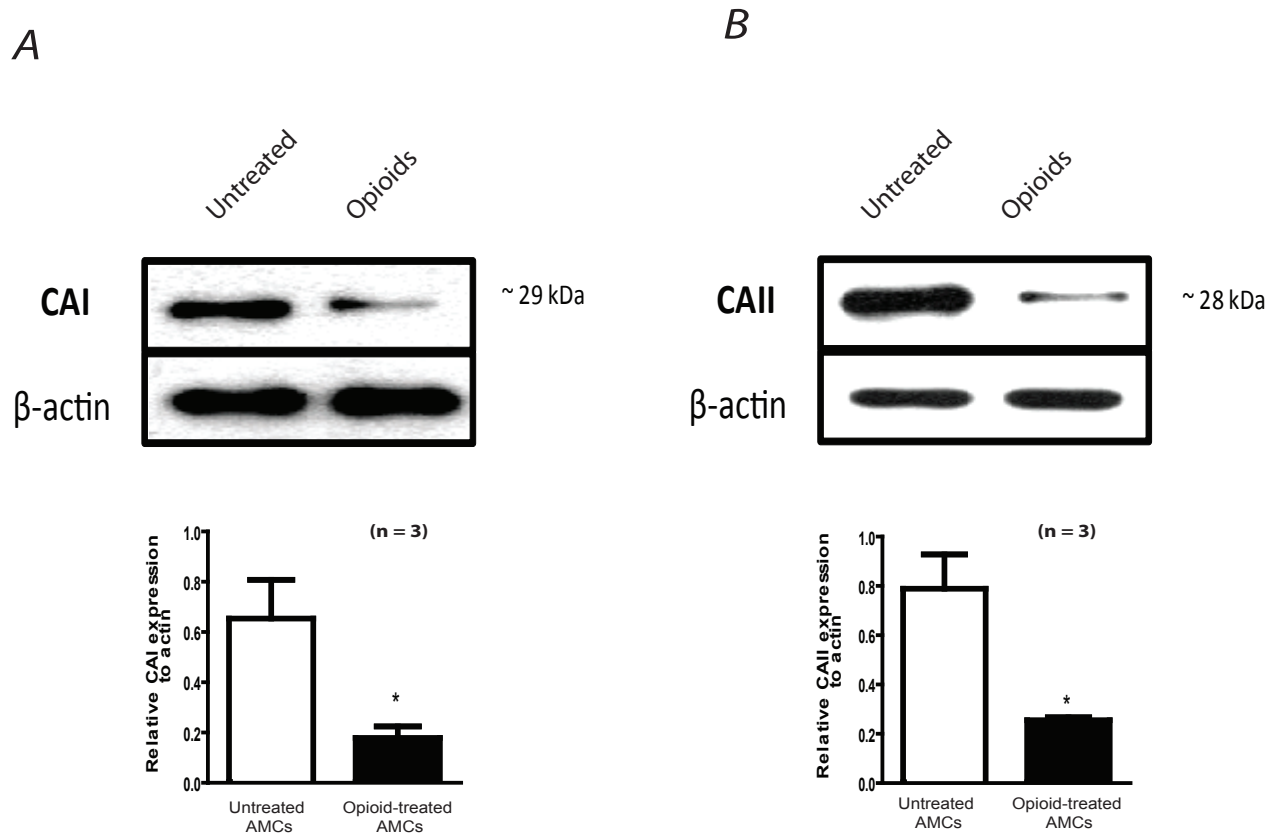 A
Untreated
Opioids
CAI
~ 29 kDa
β-actin
(n = 3)
Relative CAI expression
to actin
1.0
0.8
0.6
0.4
0.2
0.0
*
Untreated
AMCs
Opioid-treated
AMCs
B
Untreated
Opioids
CAII
~ 28 kDa
β-actin
(n = 3)
Relative CAII expression
to actin
1.0
0.8
0.6
0.4
0.2
0.0
*
Untreated
AMCs
Opioid-treated
AMCs